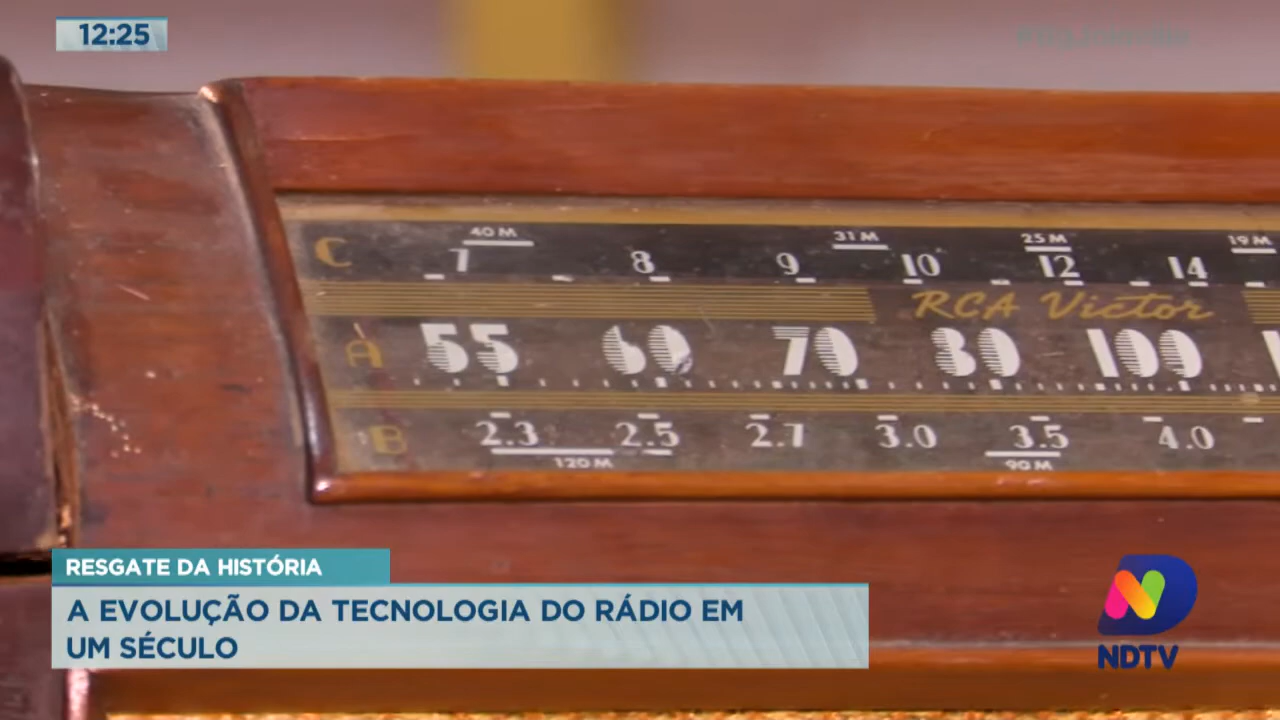 12:25
40 M 31 M 25 M 19 M
C 7 8 9 10 12 14
RCA Victor
A 55 60 70 80 100
B 2.3 2.5 2.7 3.0 3.5 4.0
120 M 90 M
RESGATE DA HISTÓRIA
A EVOLUÇÃO DA TECNOLOGIA DO RÁDIO EM
UM SÉCULO
NDTV